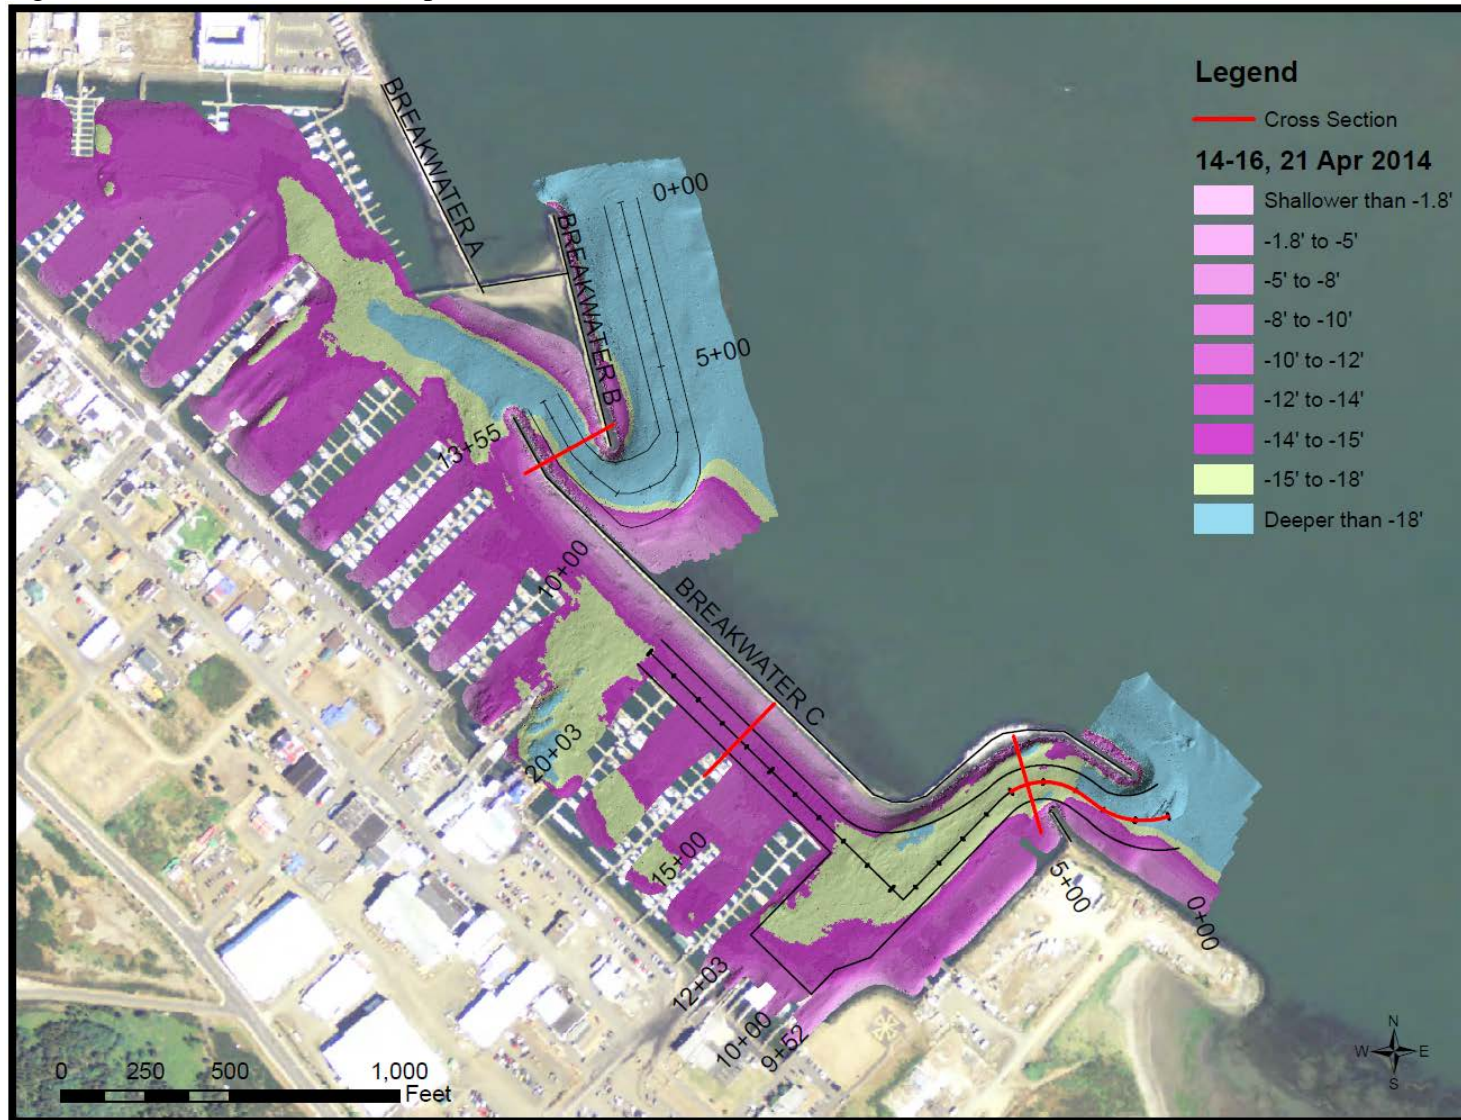 Legend
Cross Section
14-16, 21 Apr 2014
Shallower than -1.8'
-1.8' to -5'
-5' to -8'
-8' to -10'
-10' to -12'
-12' to -14'
-14' to -15'
-15' to -18'
Deeper than -18'
BREAKWATER A
BREAKWATER B
0+00
5+00
13+55
10+00
BREAKWATER C
20+03
15+00
12+03
10+00
9+52
5+00
0+00
0 250 500 1,000
Feet
N
W E
S